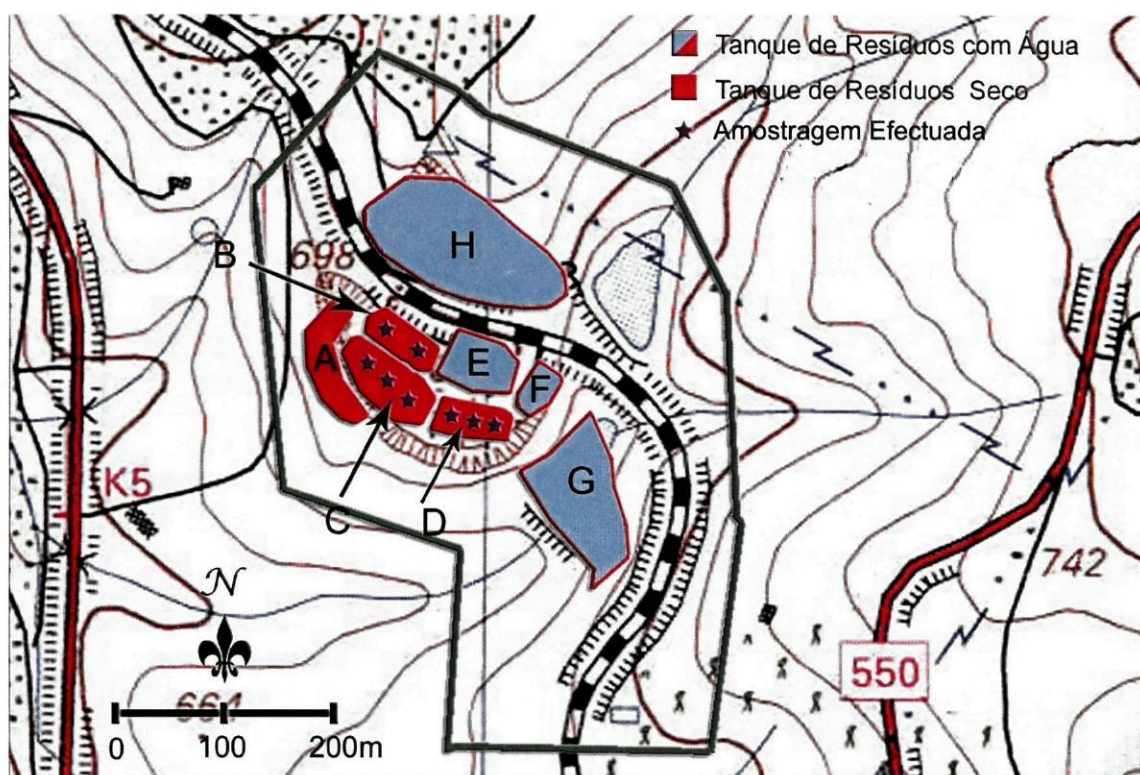 Tanque de Resíduos com Água
Tanque de Resíduos Seco
Amostragem Efectuada
H
B
698
A
E
F
G
K5
C
D
N
742
550
664
0
100
200m